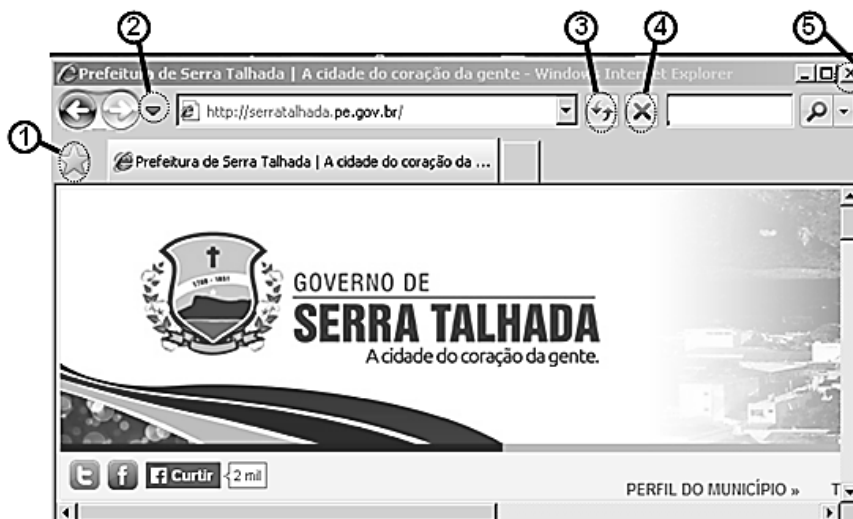 2
3
4
5
Prefeitura de Serra Talhada | A cidade do coração da gente - Windows Internet Explorer
http://serratalhada.pe.gov.br/
1
Prefeitura de Serra Talhada | A cidade do coração da ...
GOVERNO DE
SERRA TALHADA
A cidade do coração da gente.
Curtir 2 mil
PERFIL DO MUNICÍPIO » T